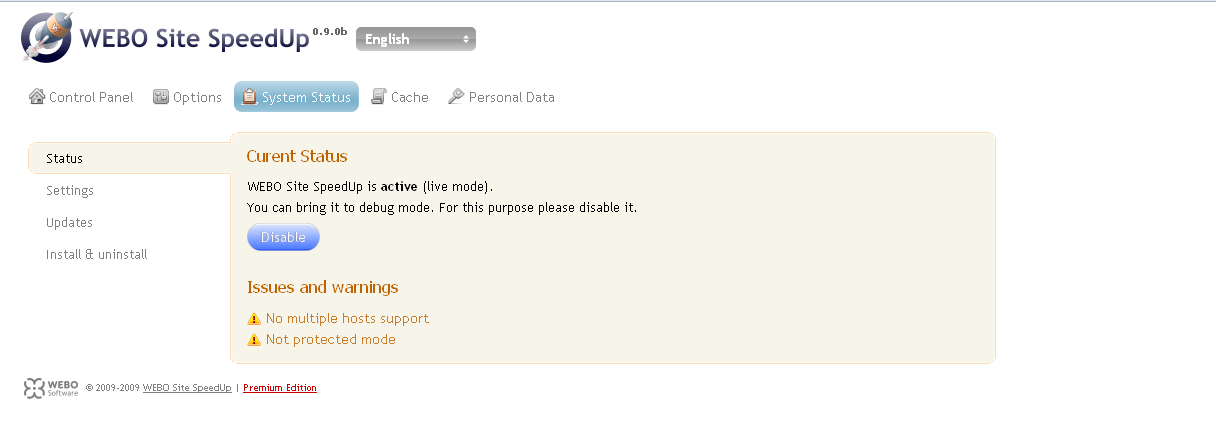 WEBO Site SpeedUp 0.9.0b English
Control Panel Options System Status Cache Personal Data
Status
Settings
Updates
Install & uninstall
Curent Status
WEBO Site SpeedUp is active (live mode).
You can bring it to debug mode. For this purpose please disable it.
Disable
Issues and warnings
No multiple hosts support
Not protected mode
WEBO Software © 2009-2009 WEBO Site SpeedUp | Premium Edition